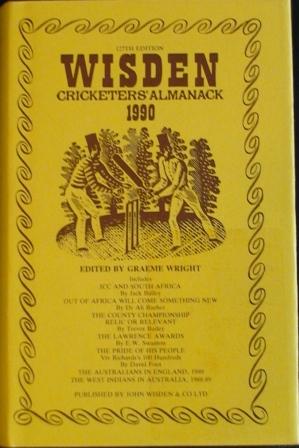 127TH EDITION
WISDEN
CRICKETERS' ALMANACK
1990
EDITED BY GRAEME WRIGHT
Includes
ICC AND SOUTH AFRICA
By Jack Bailey
OUT OF AFRICA WILL COME SOMETHING NEW
By Dr Ali Bacher
THE COUNTY CHAMPIONSHIP
RELIC OR RELEVANT
By Trevor Bailey
THE LAWRENCE AWARDS
By E. W. Swanton
THE PRIDE OF HIS PEOPLE
Viv Richards's 100 Hundreds
By David Foot
THE AUSTRALIANS IN ENGLAND, 1989
THE WEST INDIANS IN AUSTRALIA, 1988-89
PUBLISHED BY JOHN WISDEN & CO LTD